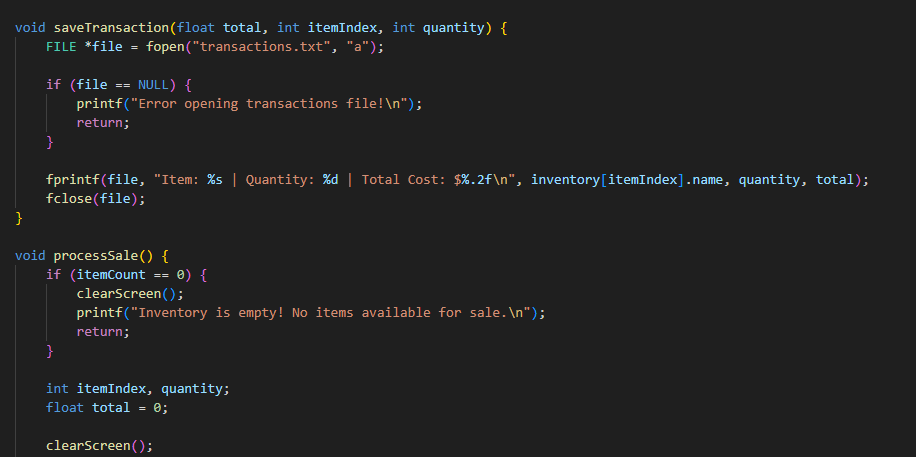 void saveTransaction(float total, int itemIndex, int quantity) {
    FILE *file = fopen("transactions.txt", "a");

    if (file == NULL) {
        printf("Error opening transactions file!\n");
        return;
    }

    fprintf(file, "Item: %s | Quantity: %d | Total Cost: $%.2f\n", inventory[itemIndex].name, quantity, total);
    fclose(file);
}

void processSale() {
    if (itemCount == 0) {
        clearScreen();
        printf("Inventory is empty! No items available for sale.\n");
        return;
    }

    int itemIndex, quantity;
    float total = 0;

    clearScreen();